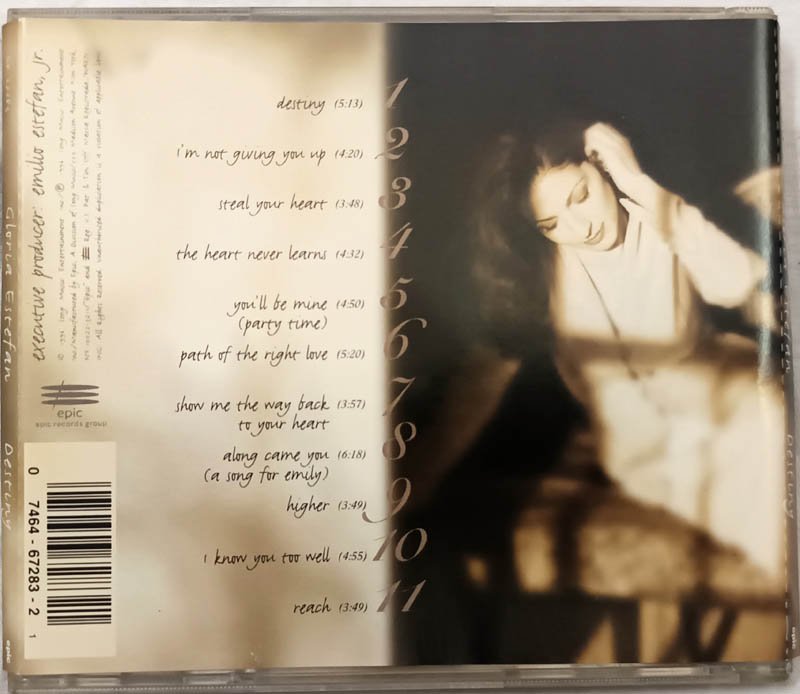 destiny (5:13) 1
i'm not giving you up (4:20) 2
steal your heart (3:48) 3
the heart never learns (4:32) 4
you'll be mine (4:50) 5
(party time)
path of the right love (5:20) 6
show me the way back (3:57) 7
to your heart
along came you (6:18) 8
(a song for emily)
higher (3:49) 9
i know you too well (4:55) 10
reach (3:49) 11
executive producer: emilio estefan, jr.
epic
epic records group
0 7464-67283-2 1
Gloria Estefan Destiny
epic
Destiny
epic